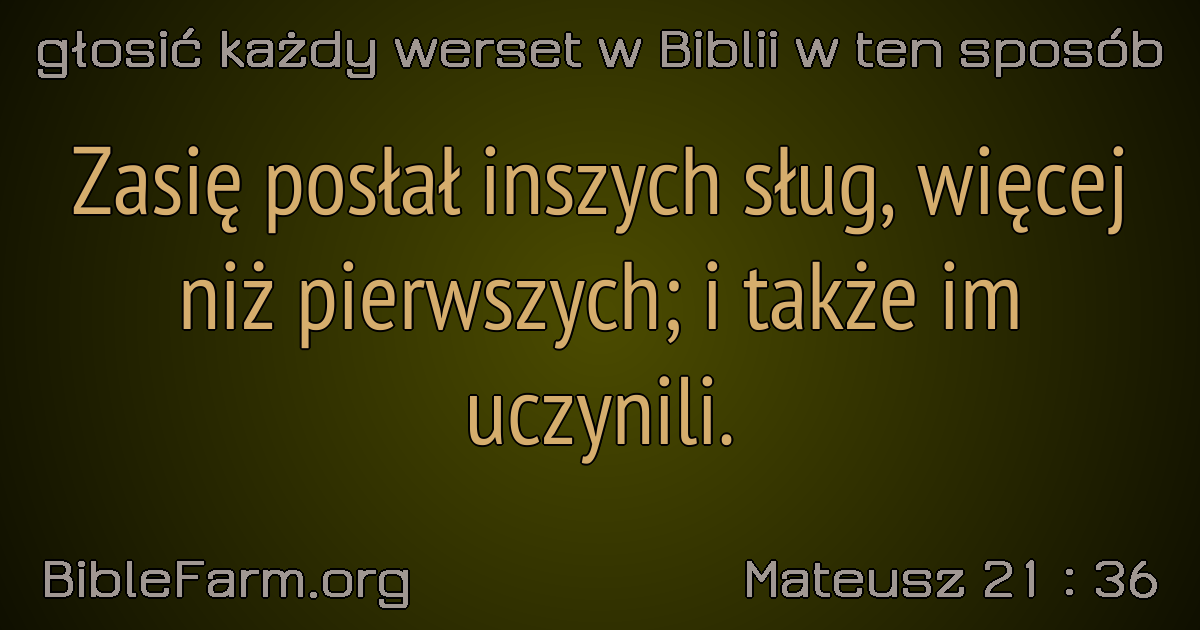 głosić każdy werset w Biblii w ten sposób
Zasię posłał inszych sług, więcej
niż pierwszych; i także im
uczynili.
BibleFarm.org
Mateusz 21 : 36